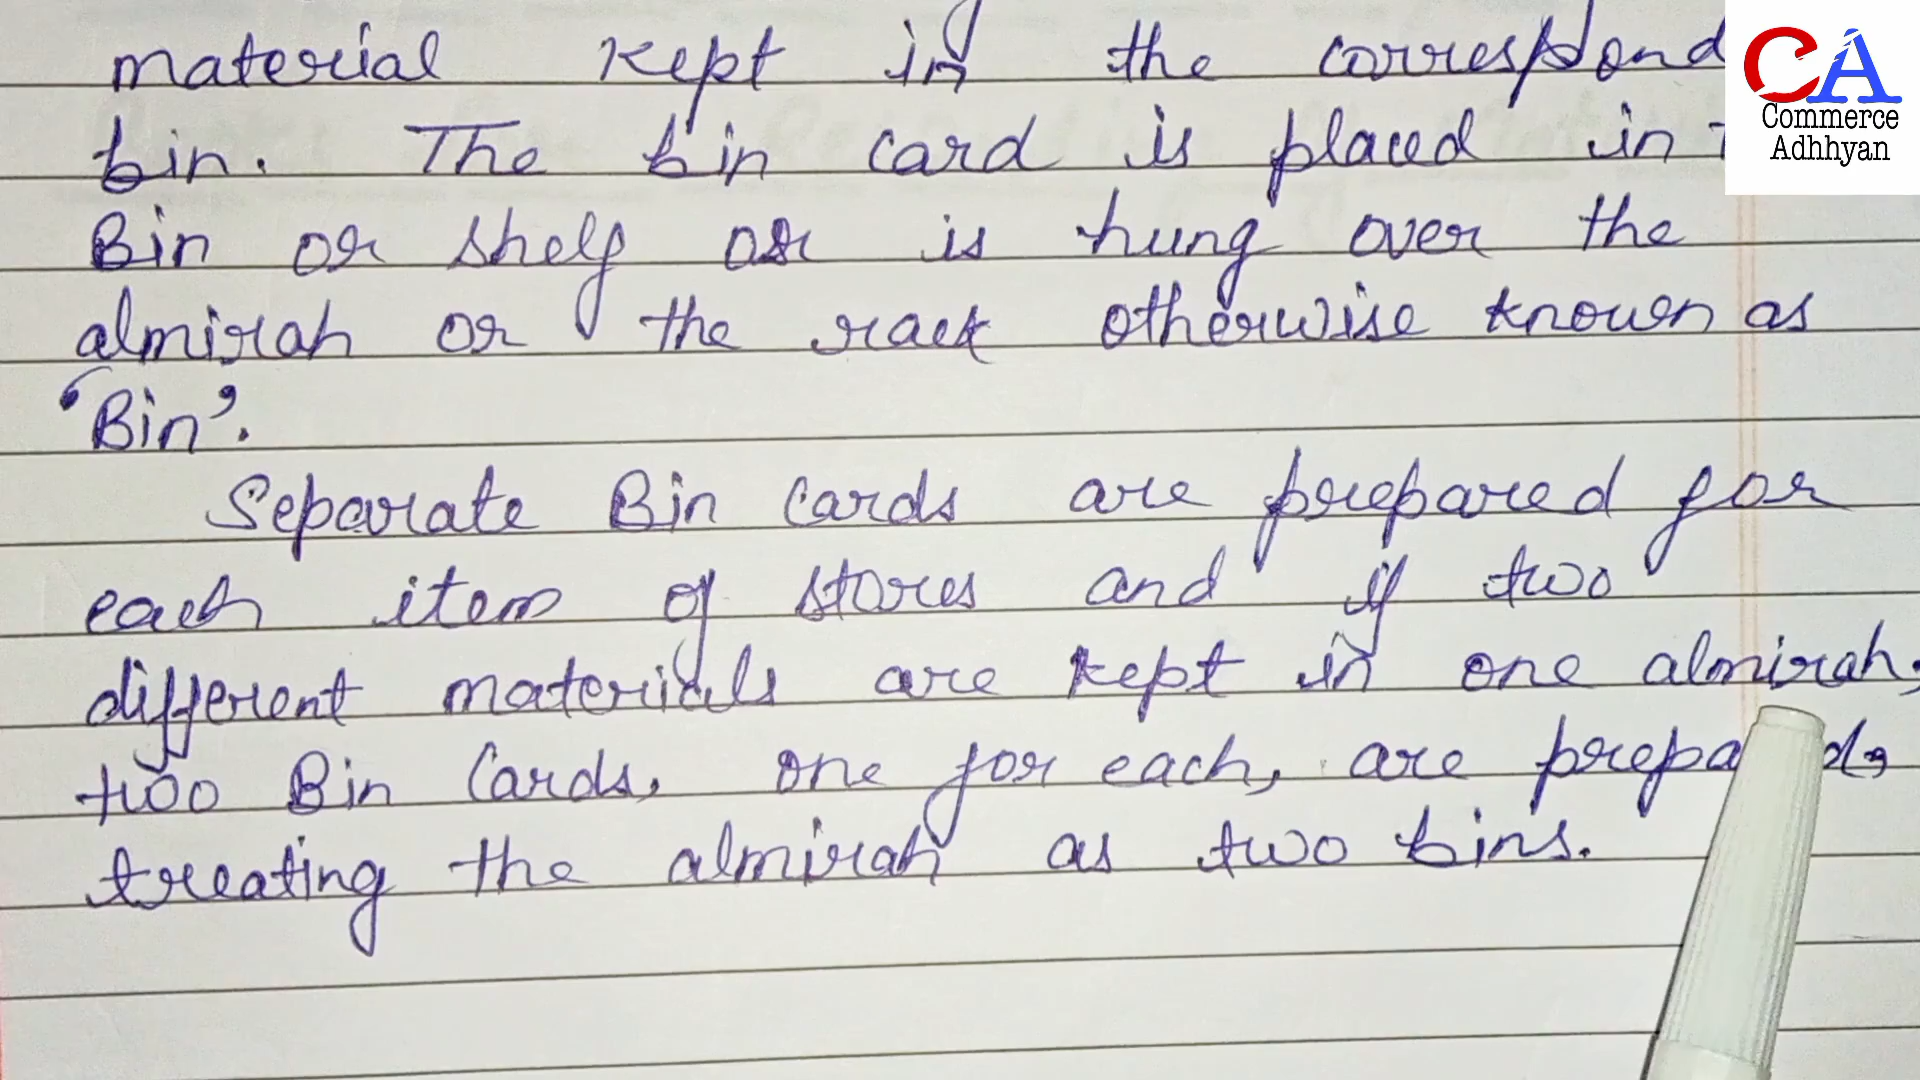 material kept in the correspond
bin. The bin card is placed in
Bin or shelf or is hung over the
almirah or the rack otherwise known as
'Bin'.
Separate Bin cards are prepared for
each item of stores and if two
different materials are kept in one almirah,
two Bin Cards, one for each, are prepa d,
treating the almirah as two bins.
CA
Commerce
Adhhyan